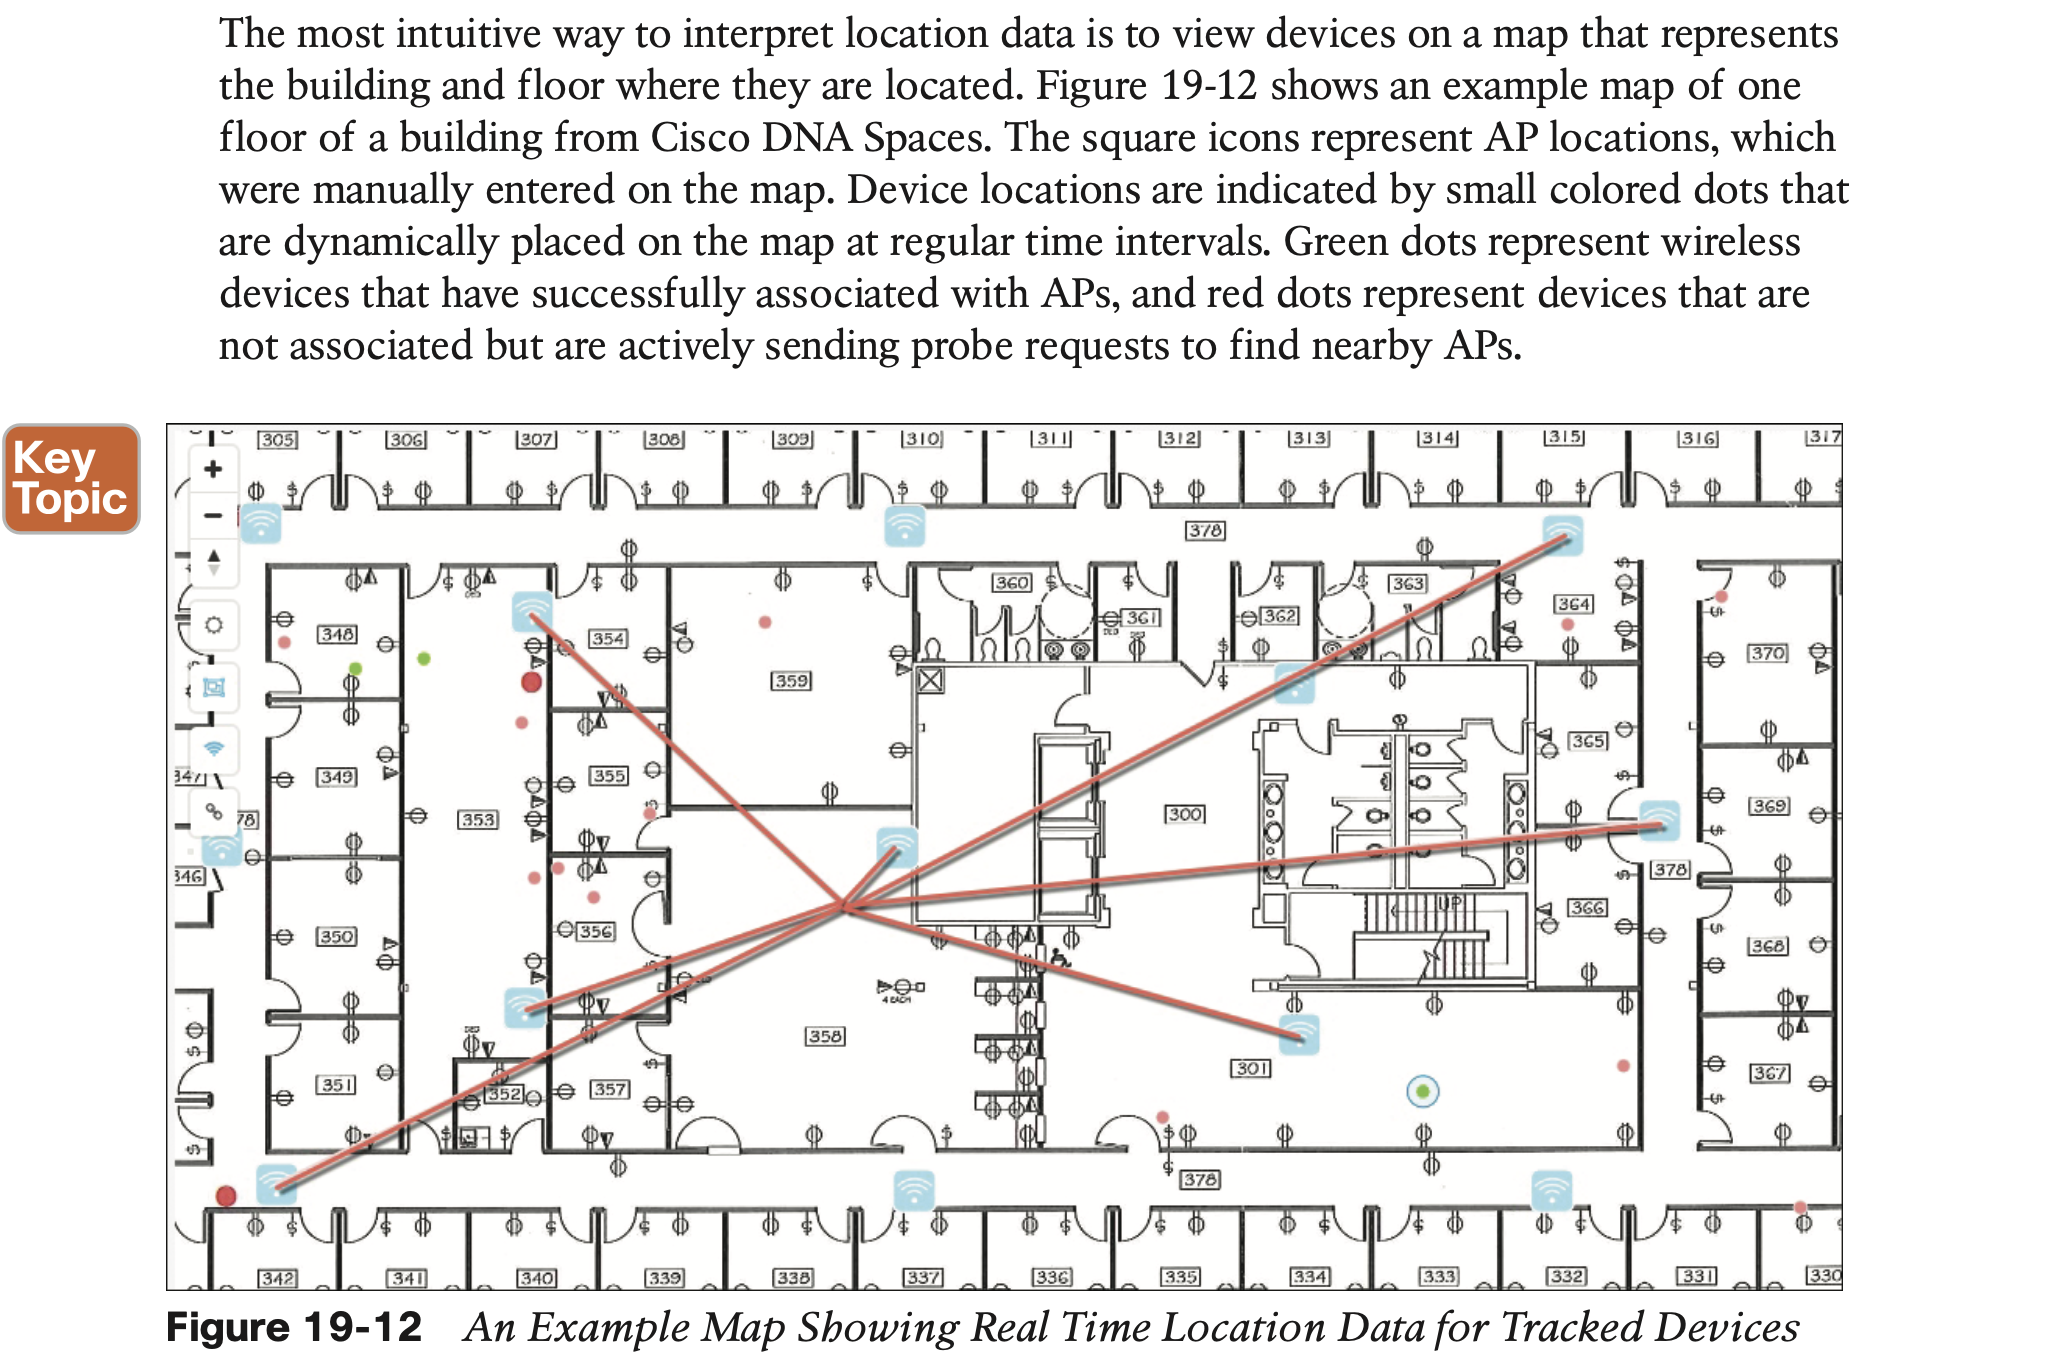 The most intuitive way to interpret location data is to view devices on a map that represents
the building and floor where they are located. Figure 19-12 shows an example map of one
floor of a building from Cisco DNA Spaces. The square icons represent AP locations, which
were manually entered on the map. Device locations are indicated by small colored dots that
are dynamically placed on the map at regular time intervals. Green dots represent wireless
devices that have successfully associated with APs, and red dots represent devices that are
not associated but are actively sending probe requests to find nearby APs.
Key
Topic
305 306 307 308 309 310 311 312 313 314 315 316 317
+
−
378
360
361
362
363
364
348
354
359
370
349
355
365
347
353
300
369
378
346
378
350
356
366
UP
368
4 EACH
358
351
352
357
301
367
378
342 341 340 339 338 337 336 335 334 333 332 331 330
Figure 19-12 An Example Map Showing Real Time Location Data for Tracked Devices